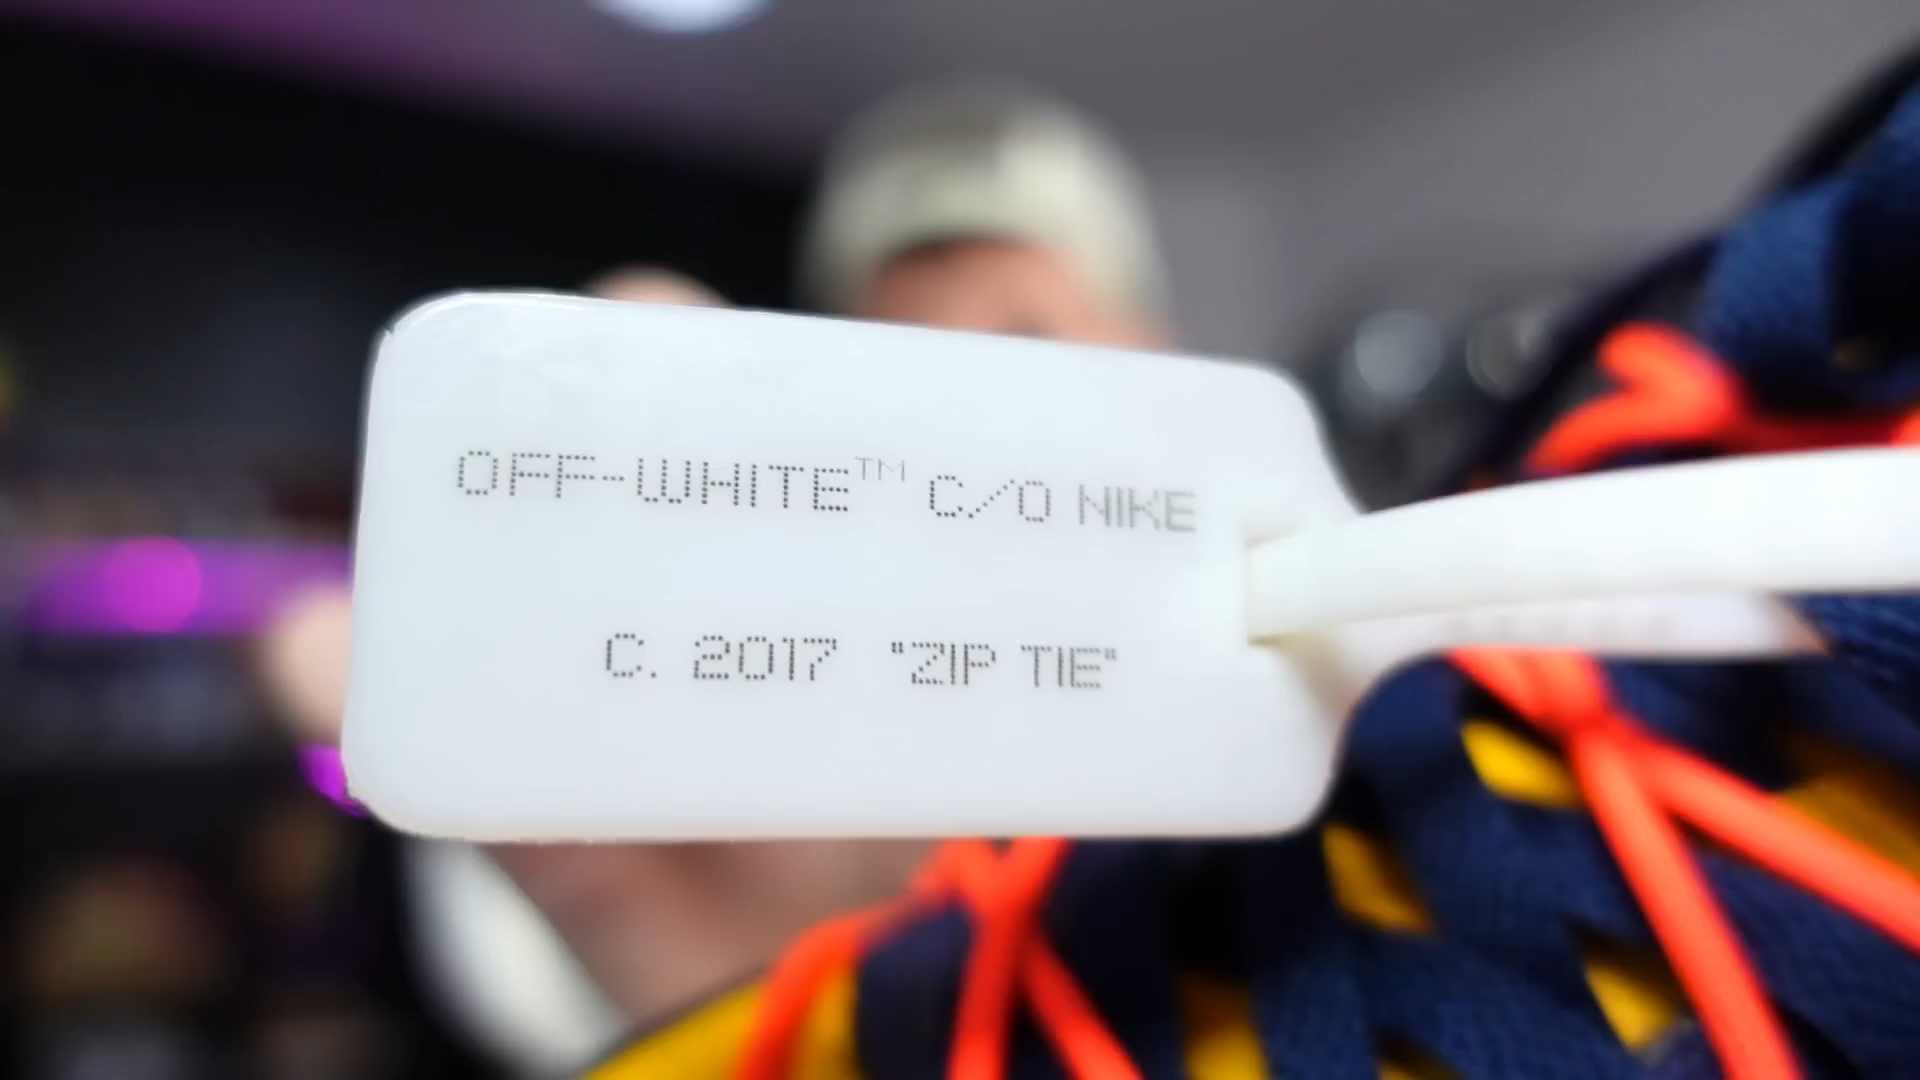 OFF-WHITE™ C/O NIKE
C. 2017 "ZIP TIE"